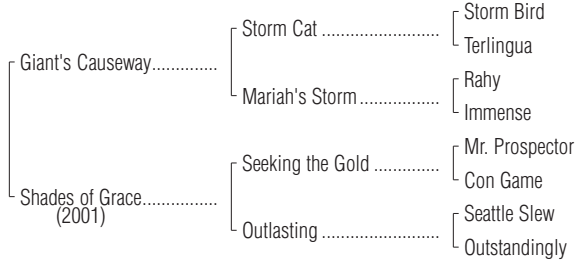 Storm Bird
Storm Cat ........................
Terlingua
Giant's Causeway..............
Rahy
Mariah's Storm ................
Immense
Mr. Prospector
Seeking the Gold .............
Con Game
Shades of Grace...............
(2001)
Seattle Slew
Outlasting ........................
Outstandingly